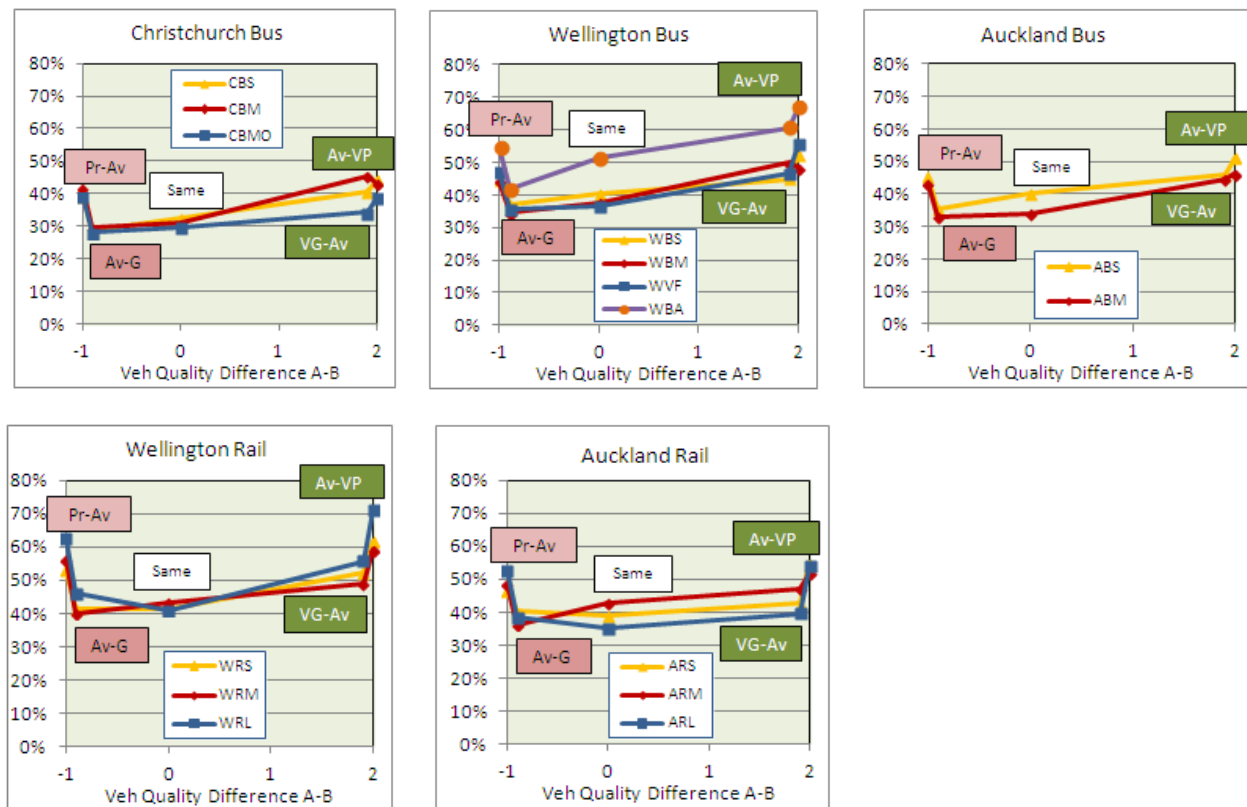 Christchurch Bus
80%
70%
60%
50%
40%
30%
20%
10%
0%
CBS
CBM
CBMO
Pr-Av
Same
Av-VP
Av-G
VG-Av
-1 0 1 2
Veh Quality Difference A-B
Wellington Bus
80%
70%
60%
50%
40%
30%
20%
10%
0%
Av-VP
Pr-Av
Same
VG-Av
Av-G
WBS
WBM
WVF
WBA
-1 0 1 2
Veh Quality Difference A-B
Auckland Bus
80%
70%
60%
50%
40%
30%
20%
10%
0%
Av-VP
Pr-Av
Same
VG-Av
Av-G
ABS
ABM
-1 0 1 2
Veh Quality Difference A-B
Wellington Rail
80%
70%
60%
50%
40%
30%
20%
10%
0%
Av-VP
Pr-Av
Same
VG-Av
Av-G
WRS
WRM
WRL
-1 0 1 2
Veh Quality Difference A-B
Auckland Rail
80%
70%
60%
50%
40%
30%
20%
10%
0%
Av-VP
Pr-Av
Same
Av-G
VG-Av
ARS
ARM
ARL
-1 0 1 2
Veh Quality Difference A-B